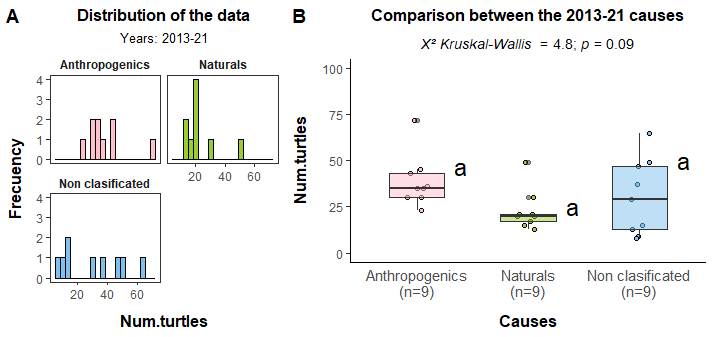 A
Distribution of the data
Years: 2013-21
Anthropogenics
Naturals
4
3
2
1
0
Non clasificated
20
40
60
4
3
2
1
0
20
40
60
Frecuency
Num.turtles
B
Comparison between the 2013-21 causes
X² Kruskal-Wallis = 4.8; p = 0.09
100
75
50
25
0
Num.turtles
a
a
a
Anthropogenics
(n=9)
Naturals
(n=9)
Non clasificated
(n=9)
Causes